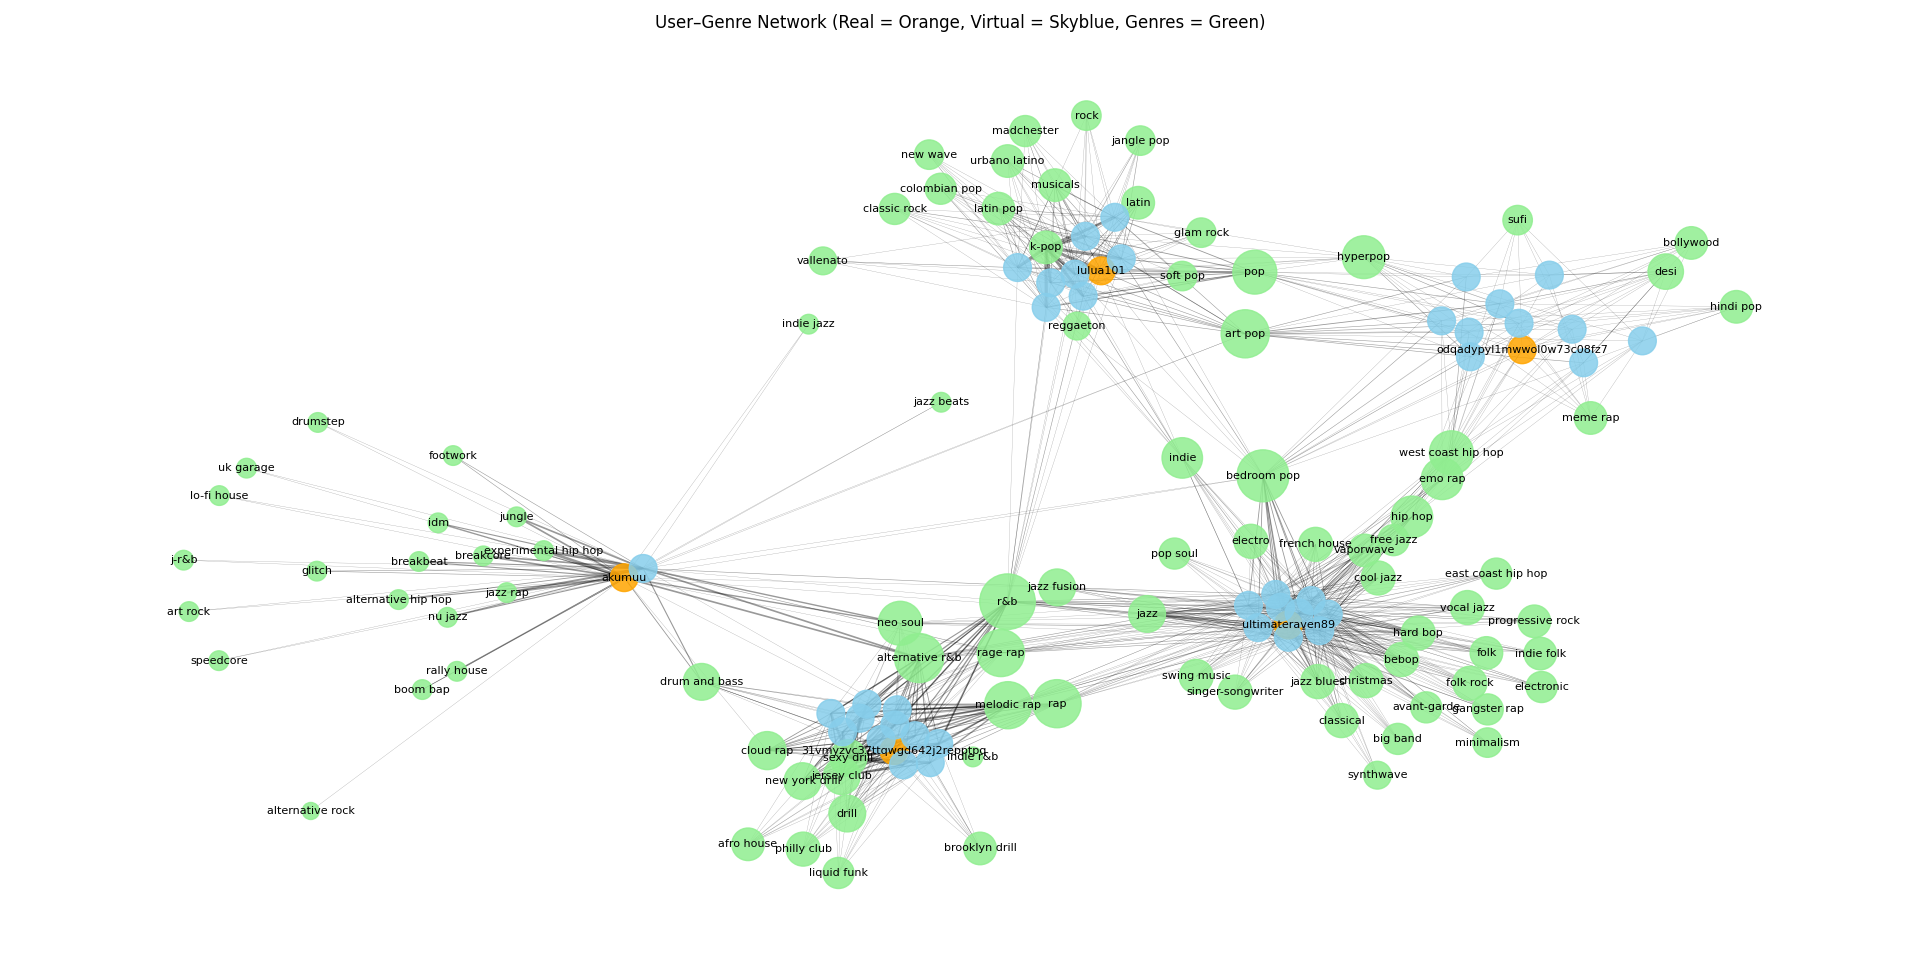 User–Genre Network (Real = Orange, Virtual = Skyblue, Genres = Green)
rock
madchester
jangle pop
new wave
urbano latino
musicals
colombian pop
latin
classic rock
latin pop
sufi
glam rock
k-pop
bollywood
hyperpop
vallenato
lulua101
soft pop
pop
desi
hindi pop
indie jazz
reggaeton
art pop
odqadypyl1mwwol0w73c08fz7
jazz beats
meme rap
drumstep
footwork
west coast hip hop
indie
uk garage
bedroom pop
emo rap
lo-fi house
jungle
hip hop
idm
free jazz
electro
french house
vaporwave
experimental hip hop
breakcore
pop soul
j-r&b
breakbeat
glitch
east coast hip hop
akumuu
cool jazz
jazz fusion
jazz rap
alternative hip hop
r&b
vocal jazz
art rock
jazz
nu jazz
progressive rock
neo soul
ultimateraven89
hard bop
rage rap
folk
indie folk
alternative r&b
bebop
speedcore
rally house
swing music
drum and bass
jazz blues
christmas
folk rock
electronic
boom bap
singer-songwriter
melodic rap
rap
avant-garde
gangster rap
classical
big band
minimalism
cloud rap
sexy drill
indie r&b
synthwave
new york drill
jersey club
alternative rock
drill
afro house
philly club
brooklyn drill
liquid funk